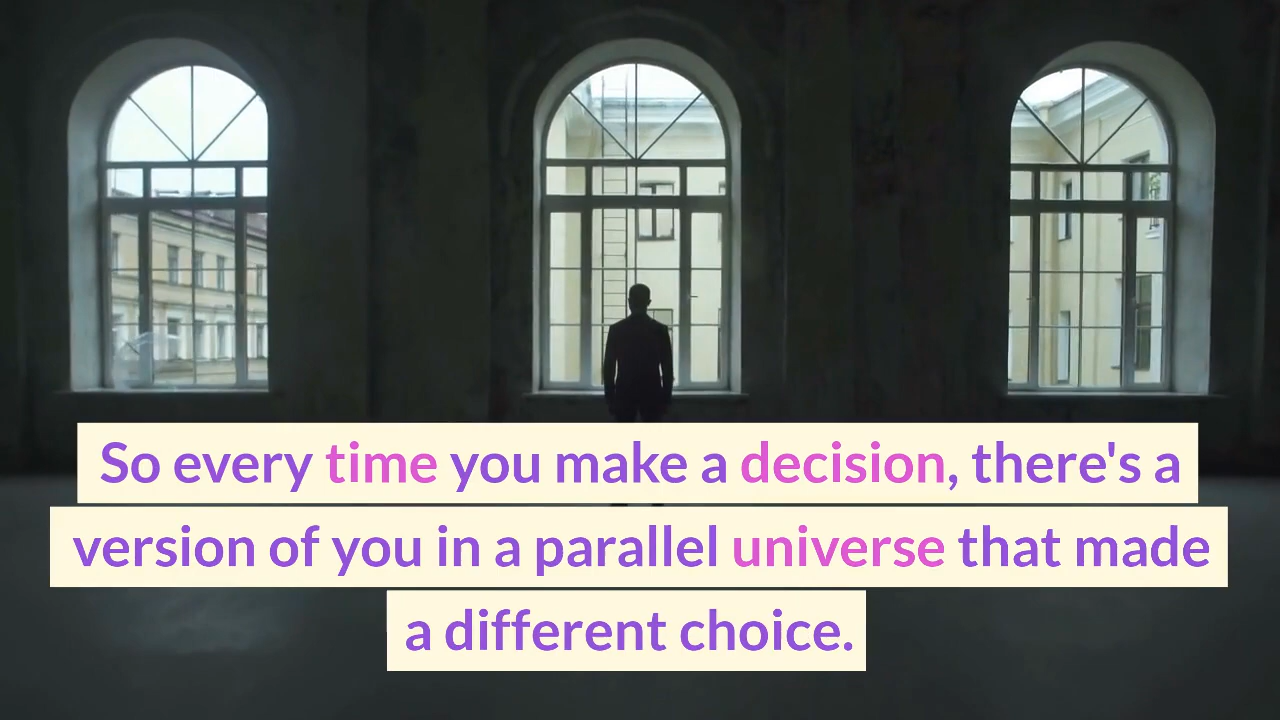 So every time you make a decision, there's a
version of you in a parallel universe that made
a different choice.